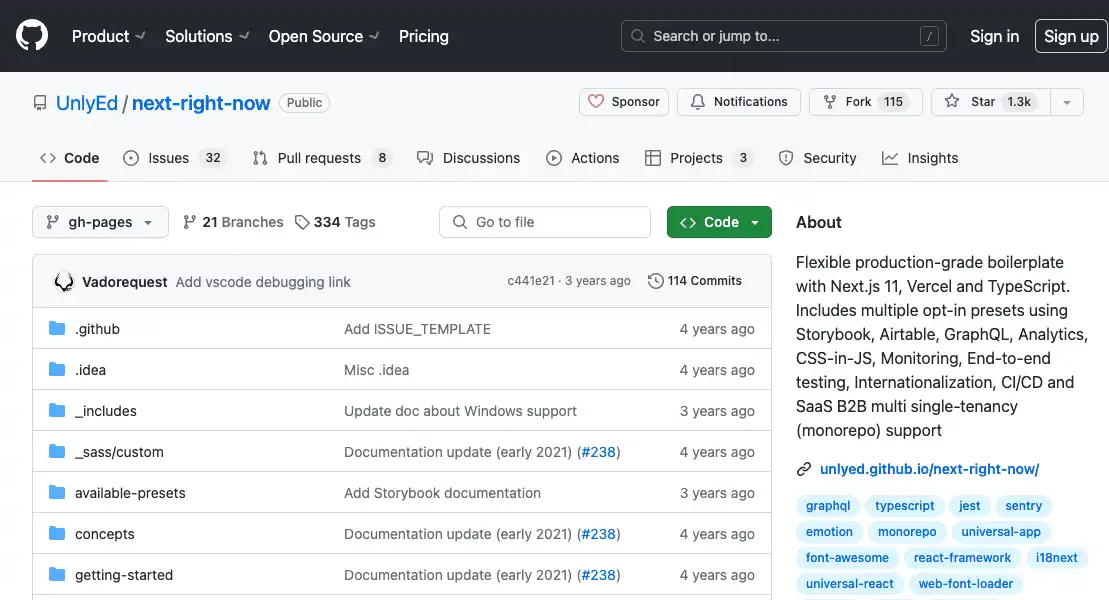 Product Solutions Open Source Pricing Search or jump to... / Sign in Sign up
UnlyEd / next-right-now Public Sponsor Notifications Fork 115 Star 1.3k
Code Issues 32 Pull requests 8 Discussions Actions Projects 3 Security Insights
gh-pages 21 Branches 334 Tags Go to file Code
Vadorequest Add vscode debugging link c441e21 · 3 years ago 114 Commits
.github Add ISSUE_TEMPLATE 4 years ago
.idea Misc .idea 4 years ago
_includes Update doc about Windows support 3 years ago
_sass/custom Documentation update (early 2021) (#238) 4 years ago
available-presets Add Storybook documentation 3 years ago
concepts Documentation update (early 2021) (#238) 4 years ago
getting-started Documentation update (early 2021) (#238) 4 years ago
About
Flexible production-grade boilerplate
with Next.js 11, Vercel and TypeScript.
Includes multiple opt-in presets using
Storybook, Airtable, GraphQL, Analytics,
CSS-in-JS, Monitoring, End-to-end
testing, Internationalization, CI/CD and
SaaS B2B multi single-tenancy
(monorepo) support
unlyed.github.io/next-right-now/
graphql typescript jest sentry
emotion monorepo universal-app
font-awesome react-framework i18next
universal-react web-font-loader